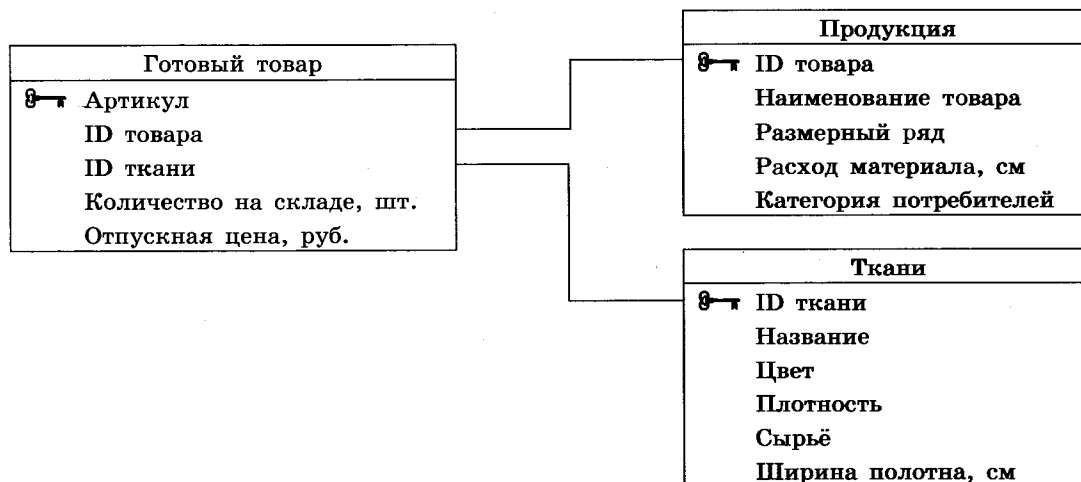 Готовый товар
Артикул
ID товара
ID ткани
Количество на складе, шт.
Отпускная цена, руб.
Продукция
ID товара
Наименование товара
Размерный ряд
Расход материала, см
Категория потребителей
Ткани
ID ткани
Название
Цвет
Плотность
Сырьё
Ширина полотна, см